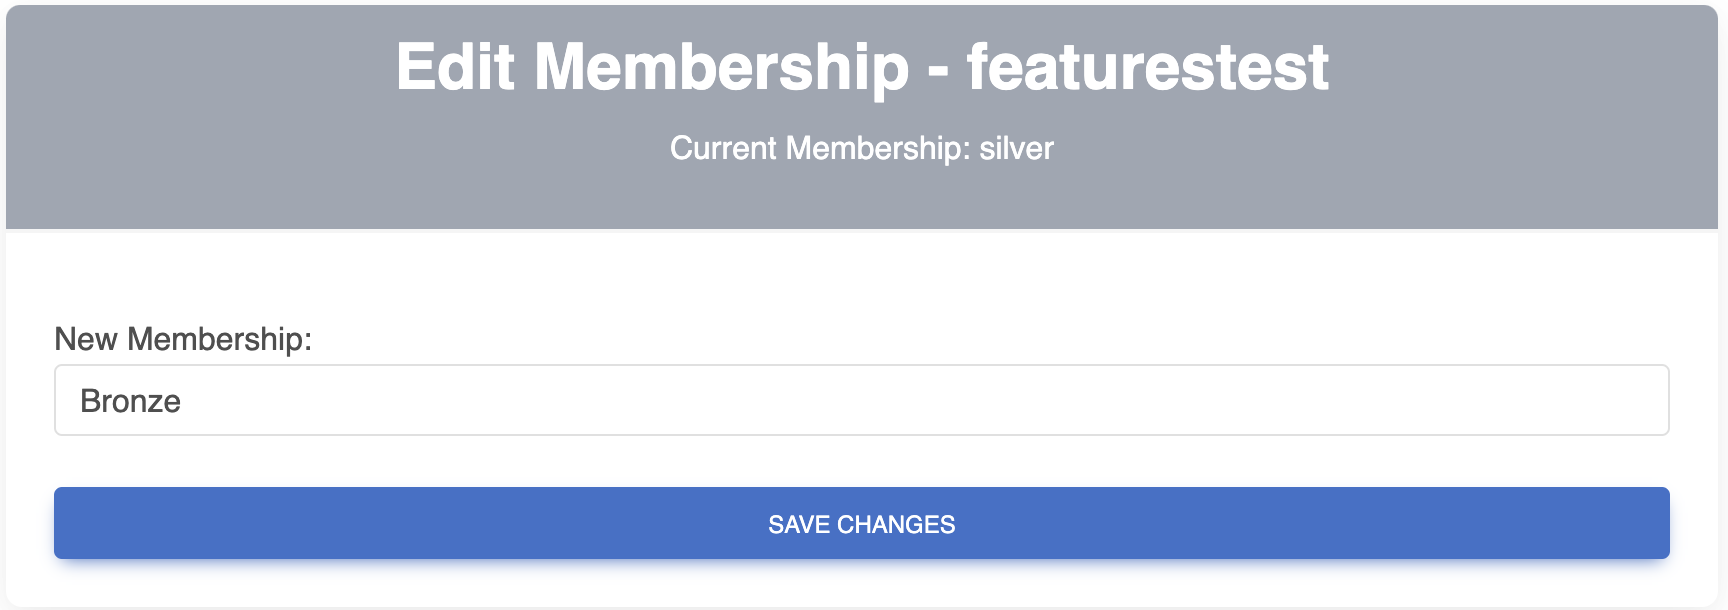 Edit Membership - featurestest
Current Membership: silver
New Membership:
Bronze
SAVE CHANGES